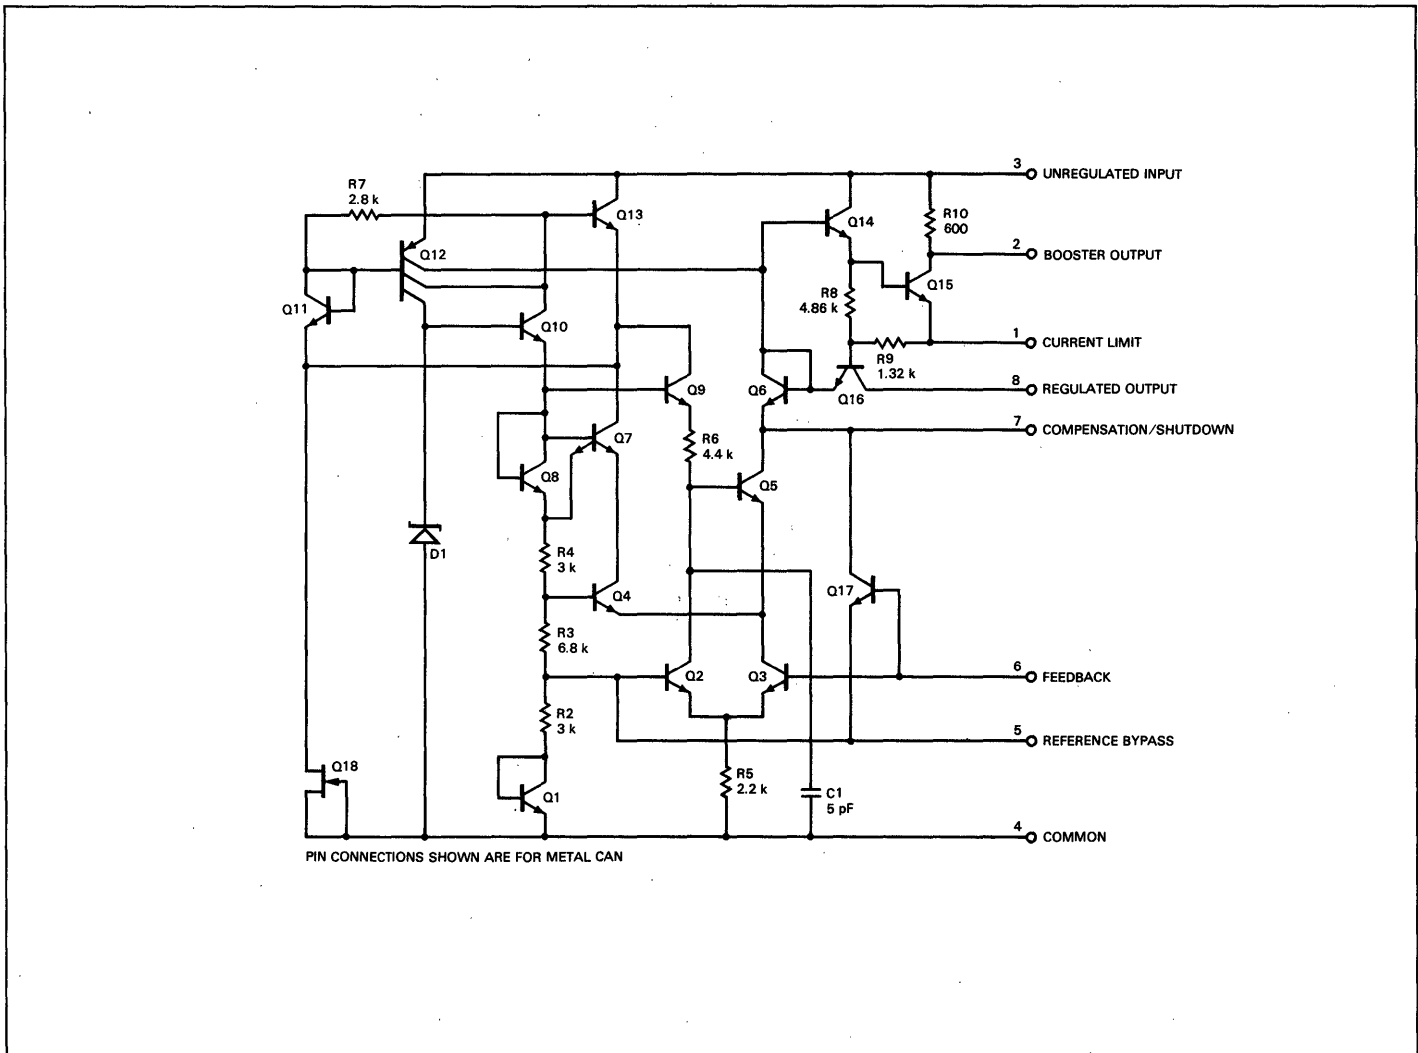 3
UNREGULATED INPUT
R7
2.8 k
Q13
Q14
R10
600
Q12
2
BOOSTER OUTPUT
Q15
R8
4.86 k
Q11
Q10
1
CURRENT LIMIT
R9
1.32 k
Q9
Q6
Q16
8
REGULATED OUTPUT
7
COMPENSATION/SHUTDOWN
Q7
R6
4.4 k
Q8
Q5
D1
R4
3 k
Q4
Q17
R3
6.8 k
Q2
Q3
6
FEEDBACK
R2
3 k
5
REFERENCE BYPASS
Q18
R5
2.2 k
Q1
C1
5 pF
4
COMMON
PIN CONNECTIONS SHOWN ARE FOR METAL CAN